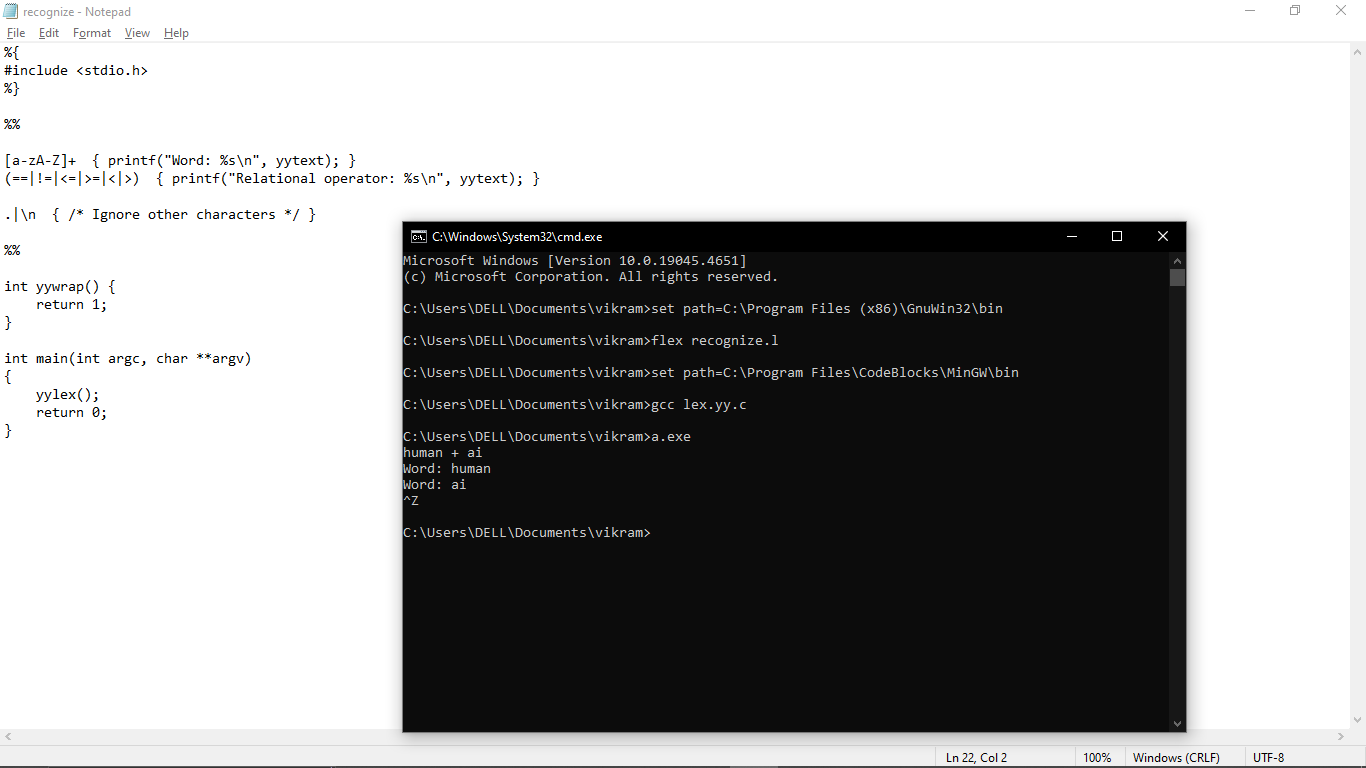 recognize - Notepad
File Edit Format View Help
%{
#include <stdio.h>
%}
%%
[a-zA-Z]+  { printf("Word: %s\n", yytext); }
(==|!=|<=|>=|<|>)  { printf("Relational operator: %s\n", yytext); }
.|\n  { /* Ignore other characters */ }
%%
int yywrap() {
    return 1;
}
int main(int argc, char **argv)
{
    yylex();
    return 0;
}
C:\Windows\System32\cmd.exe
Microsoft Windows [Version 10.0.19045.4651]
(c) Microsoft Corporation. All rights reserved.
C:\Users\DELL\Documents\vikram>set path=C:\Program Files (x86)\GnuWin32\bin
C:\Users\DELL\Documents\vikram>flex recognize.l
C:\Users\DELL\Documents\vikram>set path=C:\Program Files\CodeBlocks\MinGW\bin
C:\Users\DELL\Documents\vikram>gcc lex.yy.c
C:\Users\DELL\Documents\vikram>a.exe
human + ai
Word: human
Word: ai
^Z
C:\Users\DELL\Documents\vikram>
Ln 22, Col 2 100% Windows (CRLF) UTF-8